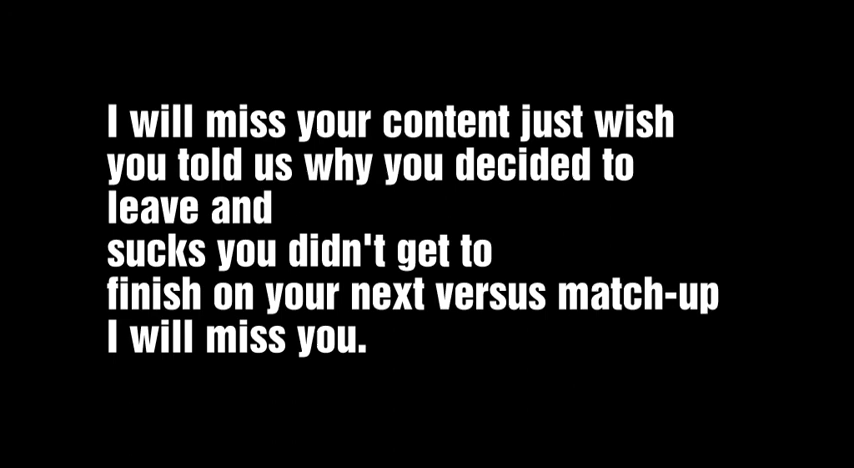 I will miss your content just wish
you told us why you decided to
leave and
sucks you didn't get to
finish on your next versus match-up
I will miss you.